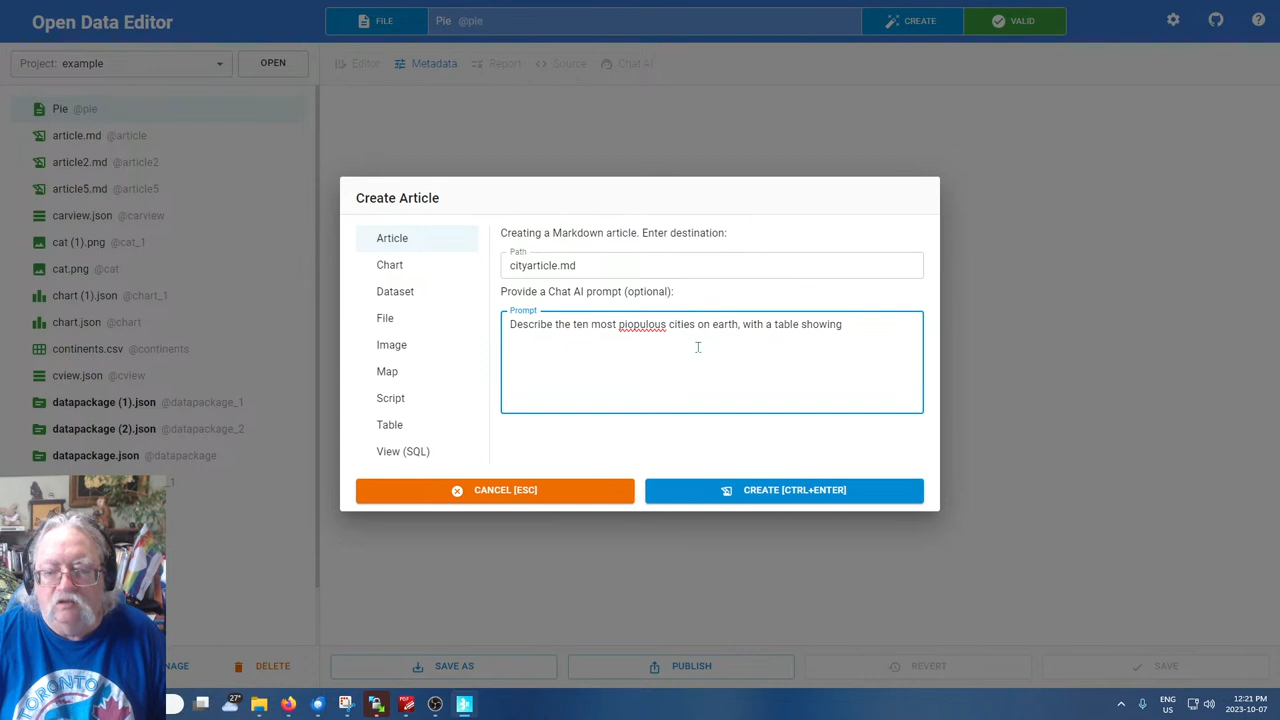 Open Data Editor
FILE
Pie @pie
CREATE
VALID
Project: example
OPEN
Editor
Metadata
Report
Source
Chat AI
Pie @pie
article.md @article
article2.md @article2
article5.md @article5
carview.json @carview
cat (1).png @cat_1
cat.png @cat
chart (1).json @chart_1
chart.json @chart
continents.csv @continents
cview.json @cview
datapackage (1).json @datapackage_1
datapackage (2).json @datapackage_2
datapackage.json @datapackage
Create Article
Article
Chart
Dataset
File
Image
Map
Script
Table
View (SQL)
Creating a Markdown article. Enter destination:
Path
cityarticle.md
Provide a Chat AI prompt (optional):
Prompt
Describe the ten most piopulous cities on earth, with a table showing
CANCEL [ESC]
CREATE [CTRL+ENTER]
DELETE
SAVE AS
PUBLISH
REVERT
SAVE
TORONTO
27°
ENG
US
12:21 PM
2023-10-07